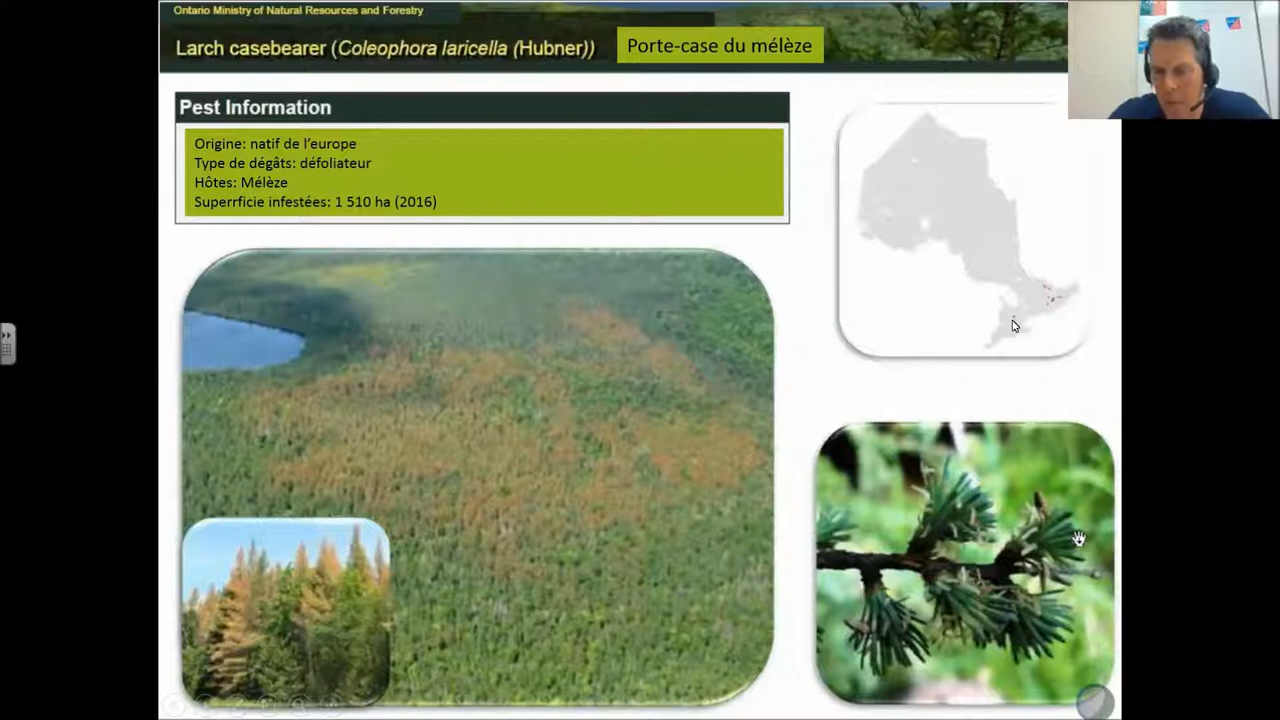 Ontario Ministry of Natural Resources and Forestry
Larch casebearer (Coleophora laricella (Hubner))
Porte-case du mélèze
Pest Information
Origine: natif de l'europe
Type de dégâts: défoliateur
Hôtes: Mélèze
Superrficie infestées: 1 510 ha (2016)